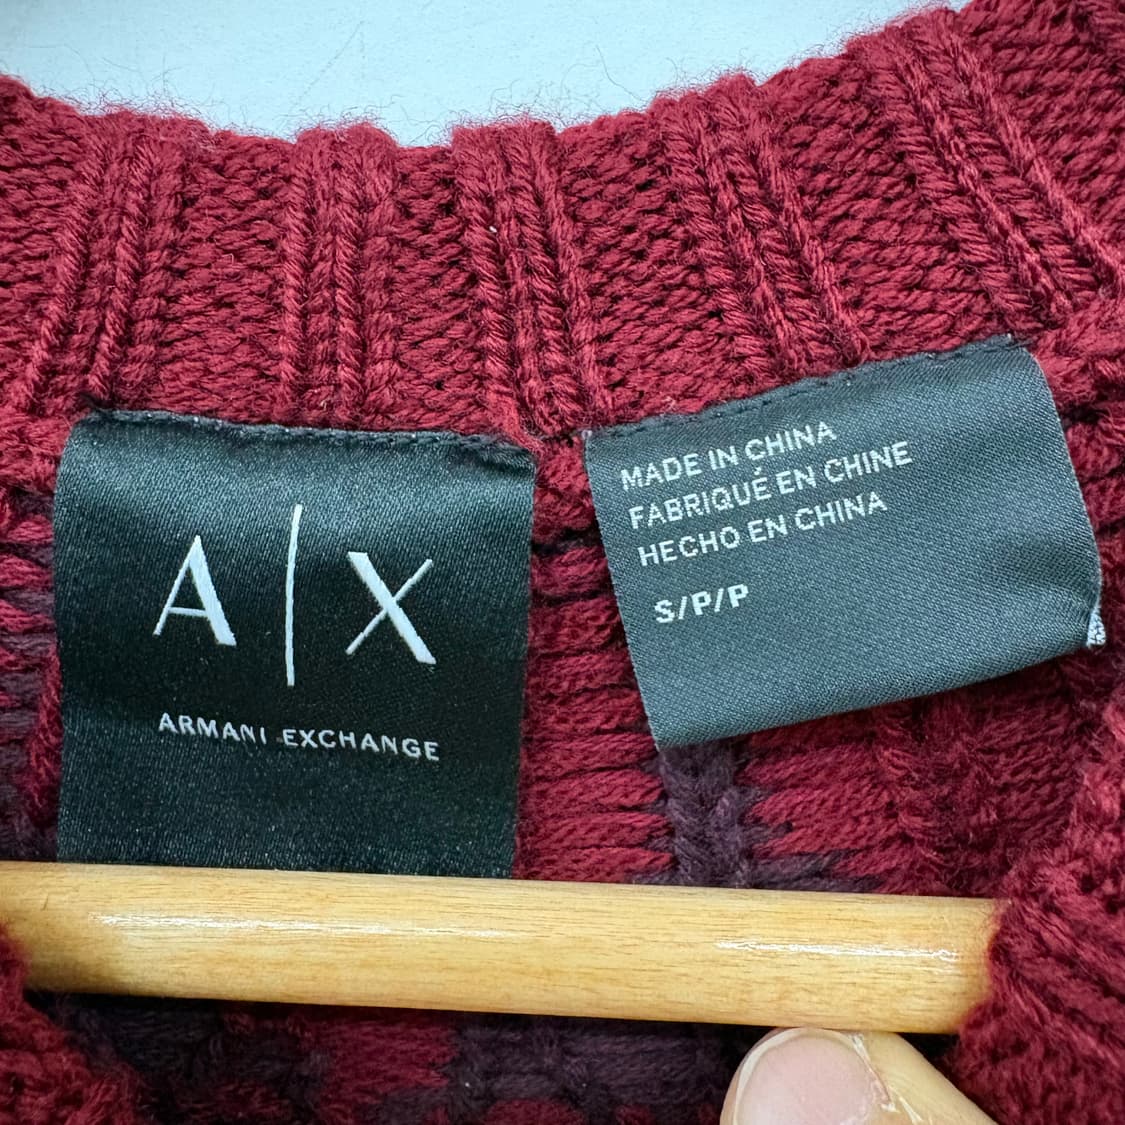 A|X
ARMANI EXCHANGE
MADE IN CHINA
FABRIQUÉ EN CHINE
HECHO EN CHINA
S/P/P